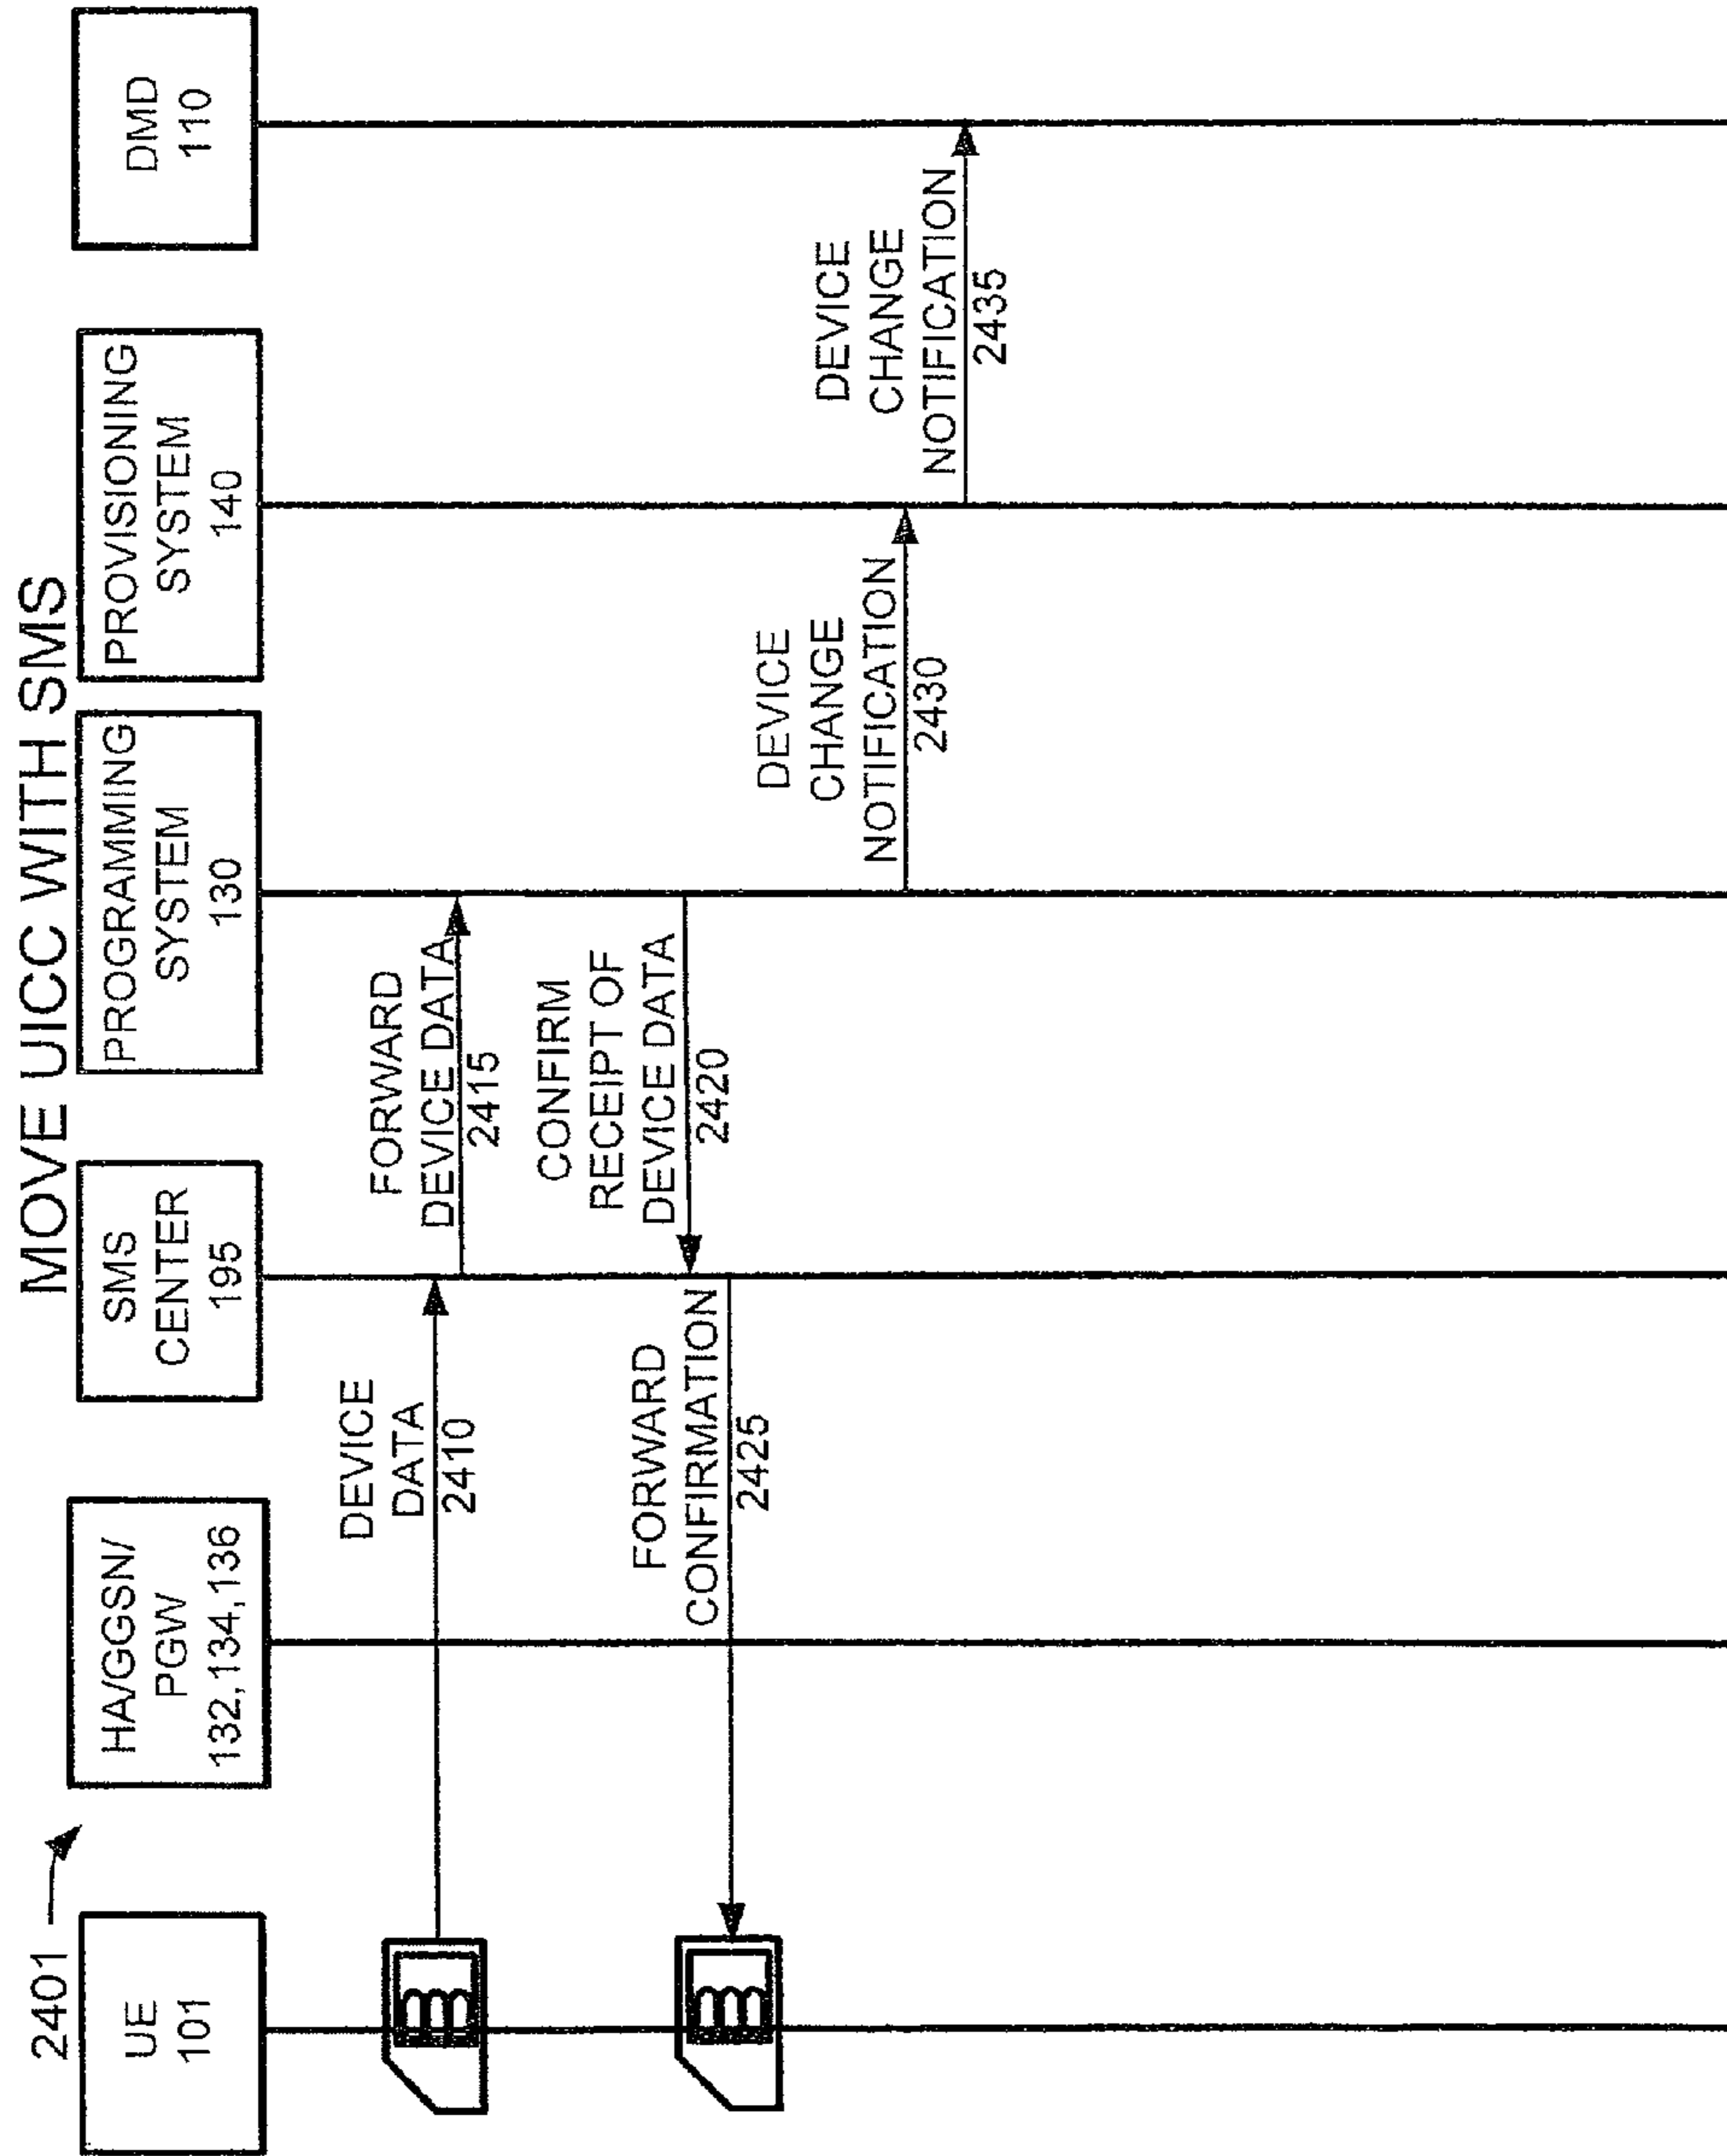 MOVE UICC WITH SMS
2401
UE
101
HA/GGSN/
PGW
132,134,136
SMS
CENTER
195
PROGRAMMING
SYSTEM
130
PROVISIONING
SYSTEM
140
DMD
110
DEVICE
DATA
2410
FORWARD
DEVICE DATA
2415
CONFIRM
RECEIPT OF
DEVICE DATA
2420
FORWARD
CONFIRMATION
2425
DEVICE
CHANGE
NOTIFICATION
2430
DEVICE
CHANGE
NOTIFICATION
2435